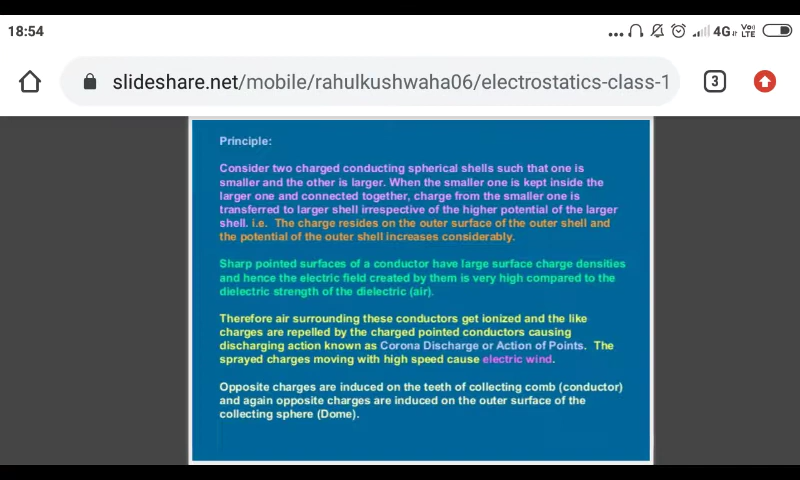 18:54
4G
Vo))
LTE
slideshare.net/mobile/rahulkushwaha06/electrostatics-class-1
3
Principle:
Consider two charged conducting spherical shells such that one is
smaller and the other is larger. When the smaller one is kept inside the
larger one and connected together, charge from the smaller one is
transferred to larger shell irrespective of the higher potential of the larger
shell. i.e. The charge resides on the outer surface of the outer shell and
the potential of the outer shell increases considerably.
Sharp pointed surfaces of a conductor have large surface charge densities
and hence the electric field created by them is very high compared to the
dielectric strength of the dielectric (air).
Therefore air surrounding these conductors get ionized and the like
charges are repelled by the charged pointed conductors causing
discharging action known as Corona Discharge or Action of Points. The
sprayed charges moving with high speed cause electric wind.
Opposite charges are induced on the teeth of collecting comb (conductor)
and again opposite charges are induced on the outer surface of the
collecting sphere (Dome).